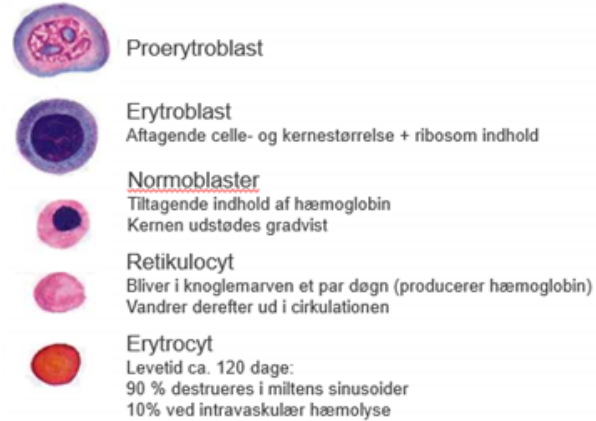 Proerytroblast
Erytroblast
Aftagende celle- og kernestørrelse + ribosom indhold
Normoblaster
Tiltagende indhold af hæmoglobin
Kernen udstødes gradvist
Retikulocyt
Bliver i knoglemarven et par døgn (producerer hæmoglobin)
Vandrer derefter ud i cirkulationen
Erytrocyt
Levetid ca. 120 dage:
90 % destrueres i miltens sinusoider
10% ved intravaskulær hæmolyse